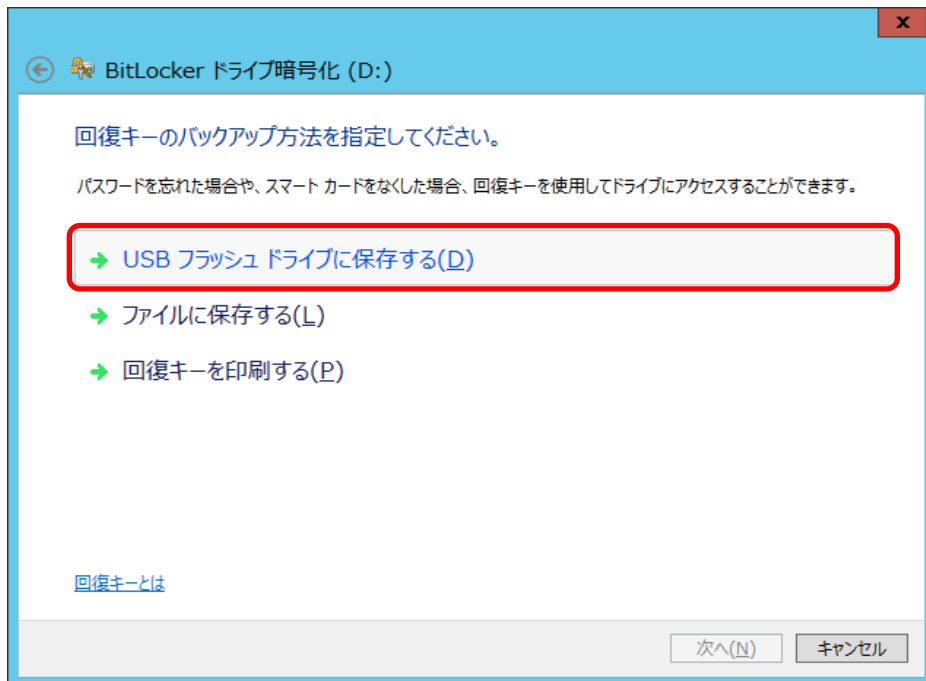 x
BitLocker ドライブ暗号化 (D:)
回復キーのバックアップ方法を指定してください。
パスワードを忘れた場合や、スマート カードをなくした場合、回復キーを使用してドライブにアクセスすることができます。
USB フラッシュ ドライブに保存する(D)
ファイルに保存する(L)
回復キーを印刷する(P)
回復キーとは
次へ(N) キャンセル